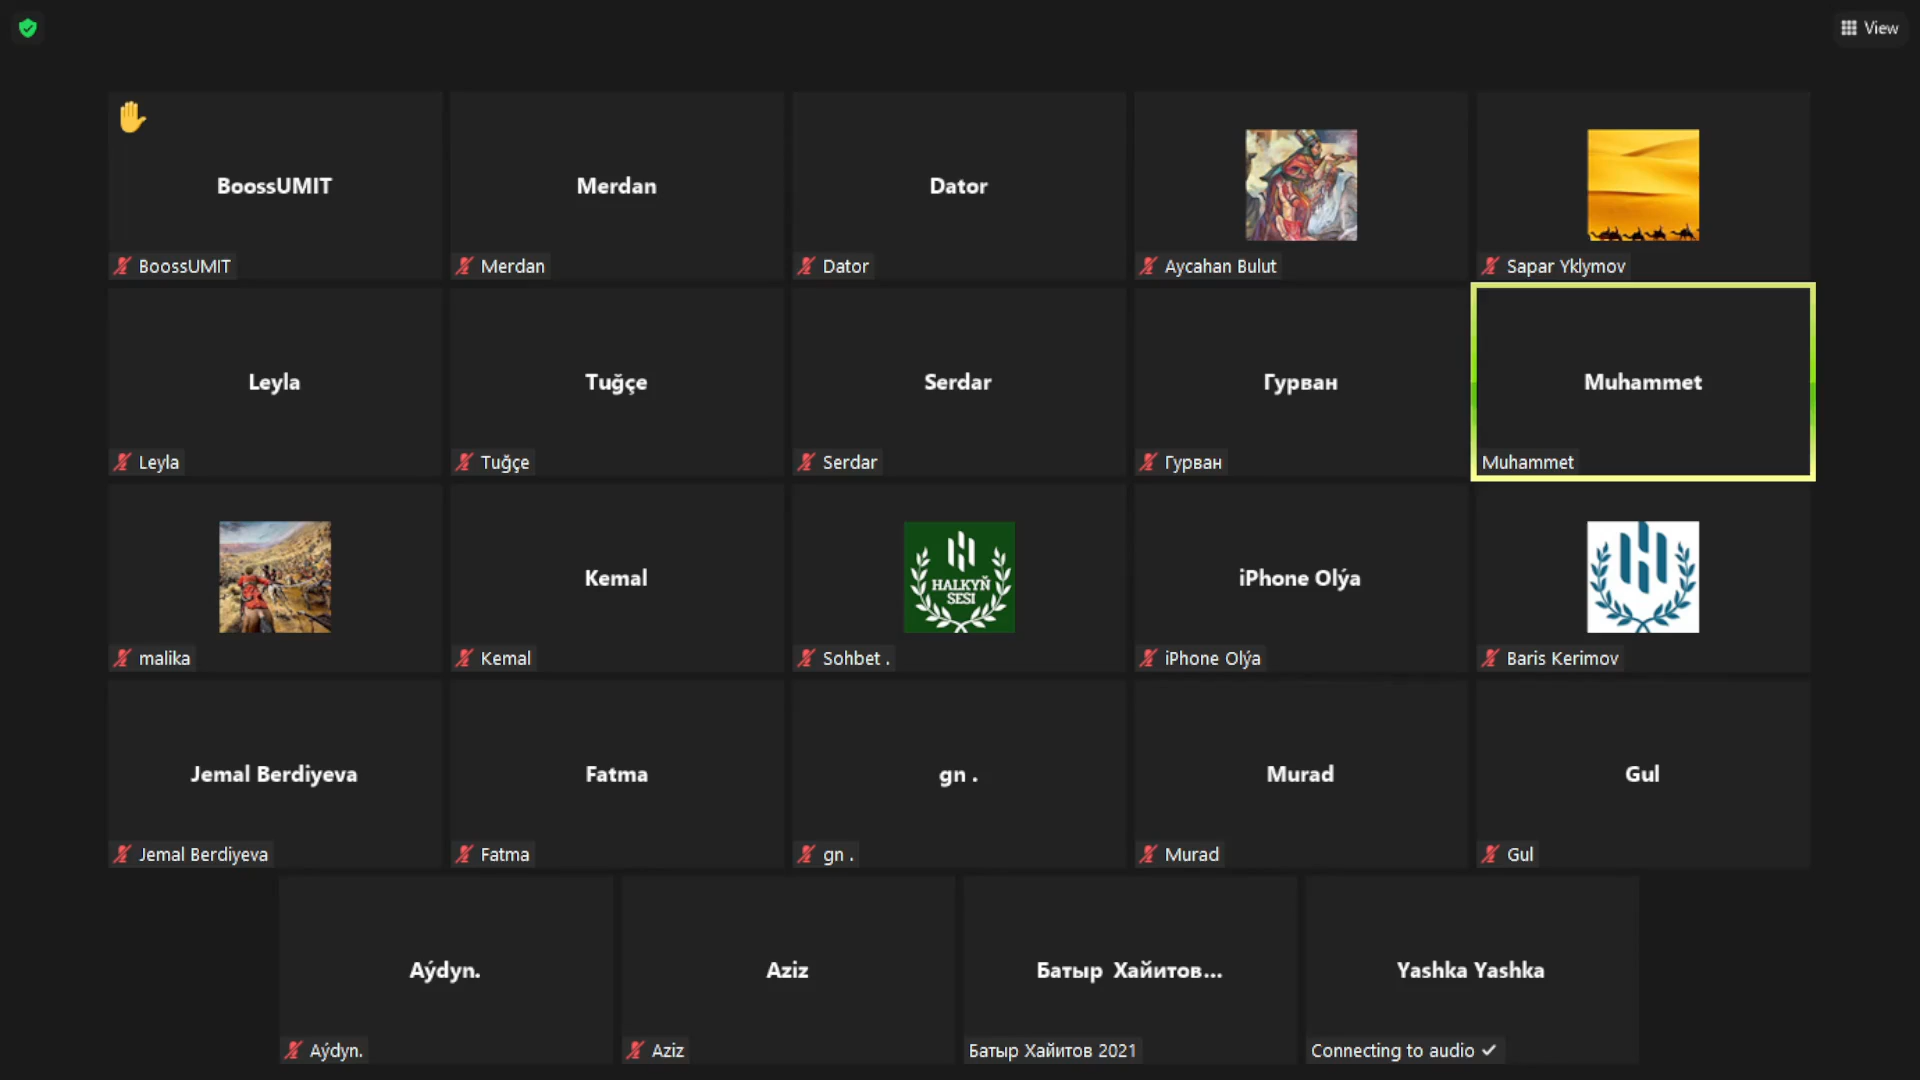 View
BoossUMIT
Merdan
Dator
BoossUMIT
Merdan
Dator
Aycahan Bulut
Sapar Yklymov
Leyla
Tuğçe
Serdar
Гурван
Muhammet
Leyla
Tuğçe
Serdar
Гурван
Muhammet
Kemal
HALKYŇ
SESI
iPhone Olýa
malika
Kemal
Sohbet .
iPhone Olýa
Baris Kerimov
Jemal Berdiyeva
Fatma
gn .
Murad
Gul
Jemal Berdiyeva
Fatma
gn .
Murad
Gul
Aýdyn.
Aziz
Батыр Хайитов...
Yashka Yashka
Aýdyn.
Aziz
Батыр Хайитов 2021
Connecting to audio